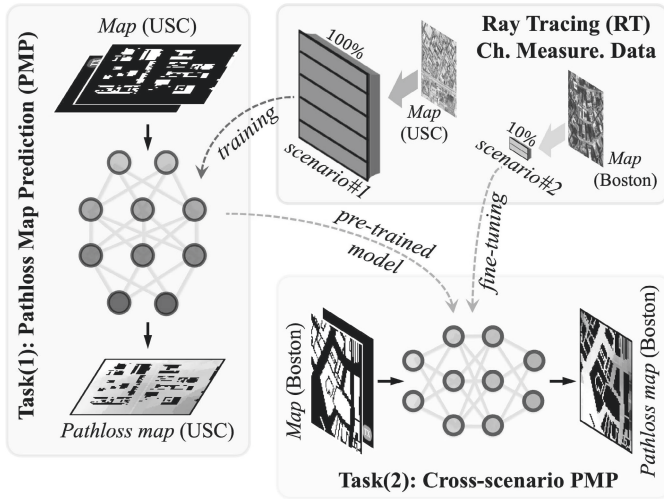 Task(1): Pathloss Map Prediction (PMP)
Map (USC)
Pathloss map (USC)
Ray Tracing (RT)
Ch. Measure. Data
100%
scenario#1
Map
(USC)
10%
scenario#2
Map
(Boston)
training
pre-trained
model
fine-tuning
Map (Boston)
Pathloss map (Boston)
Task(2): Cross-scenario PMP